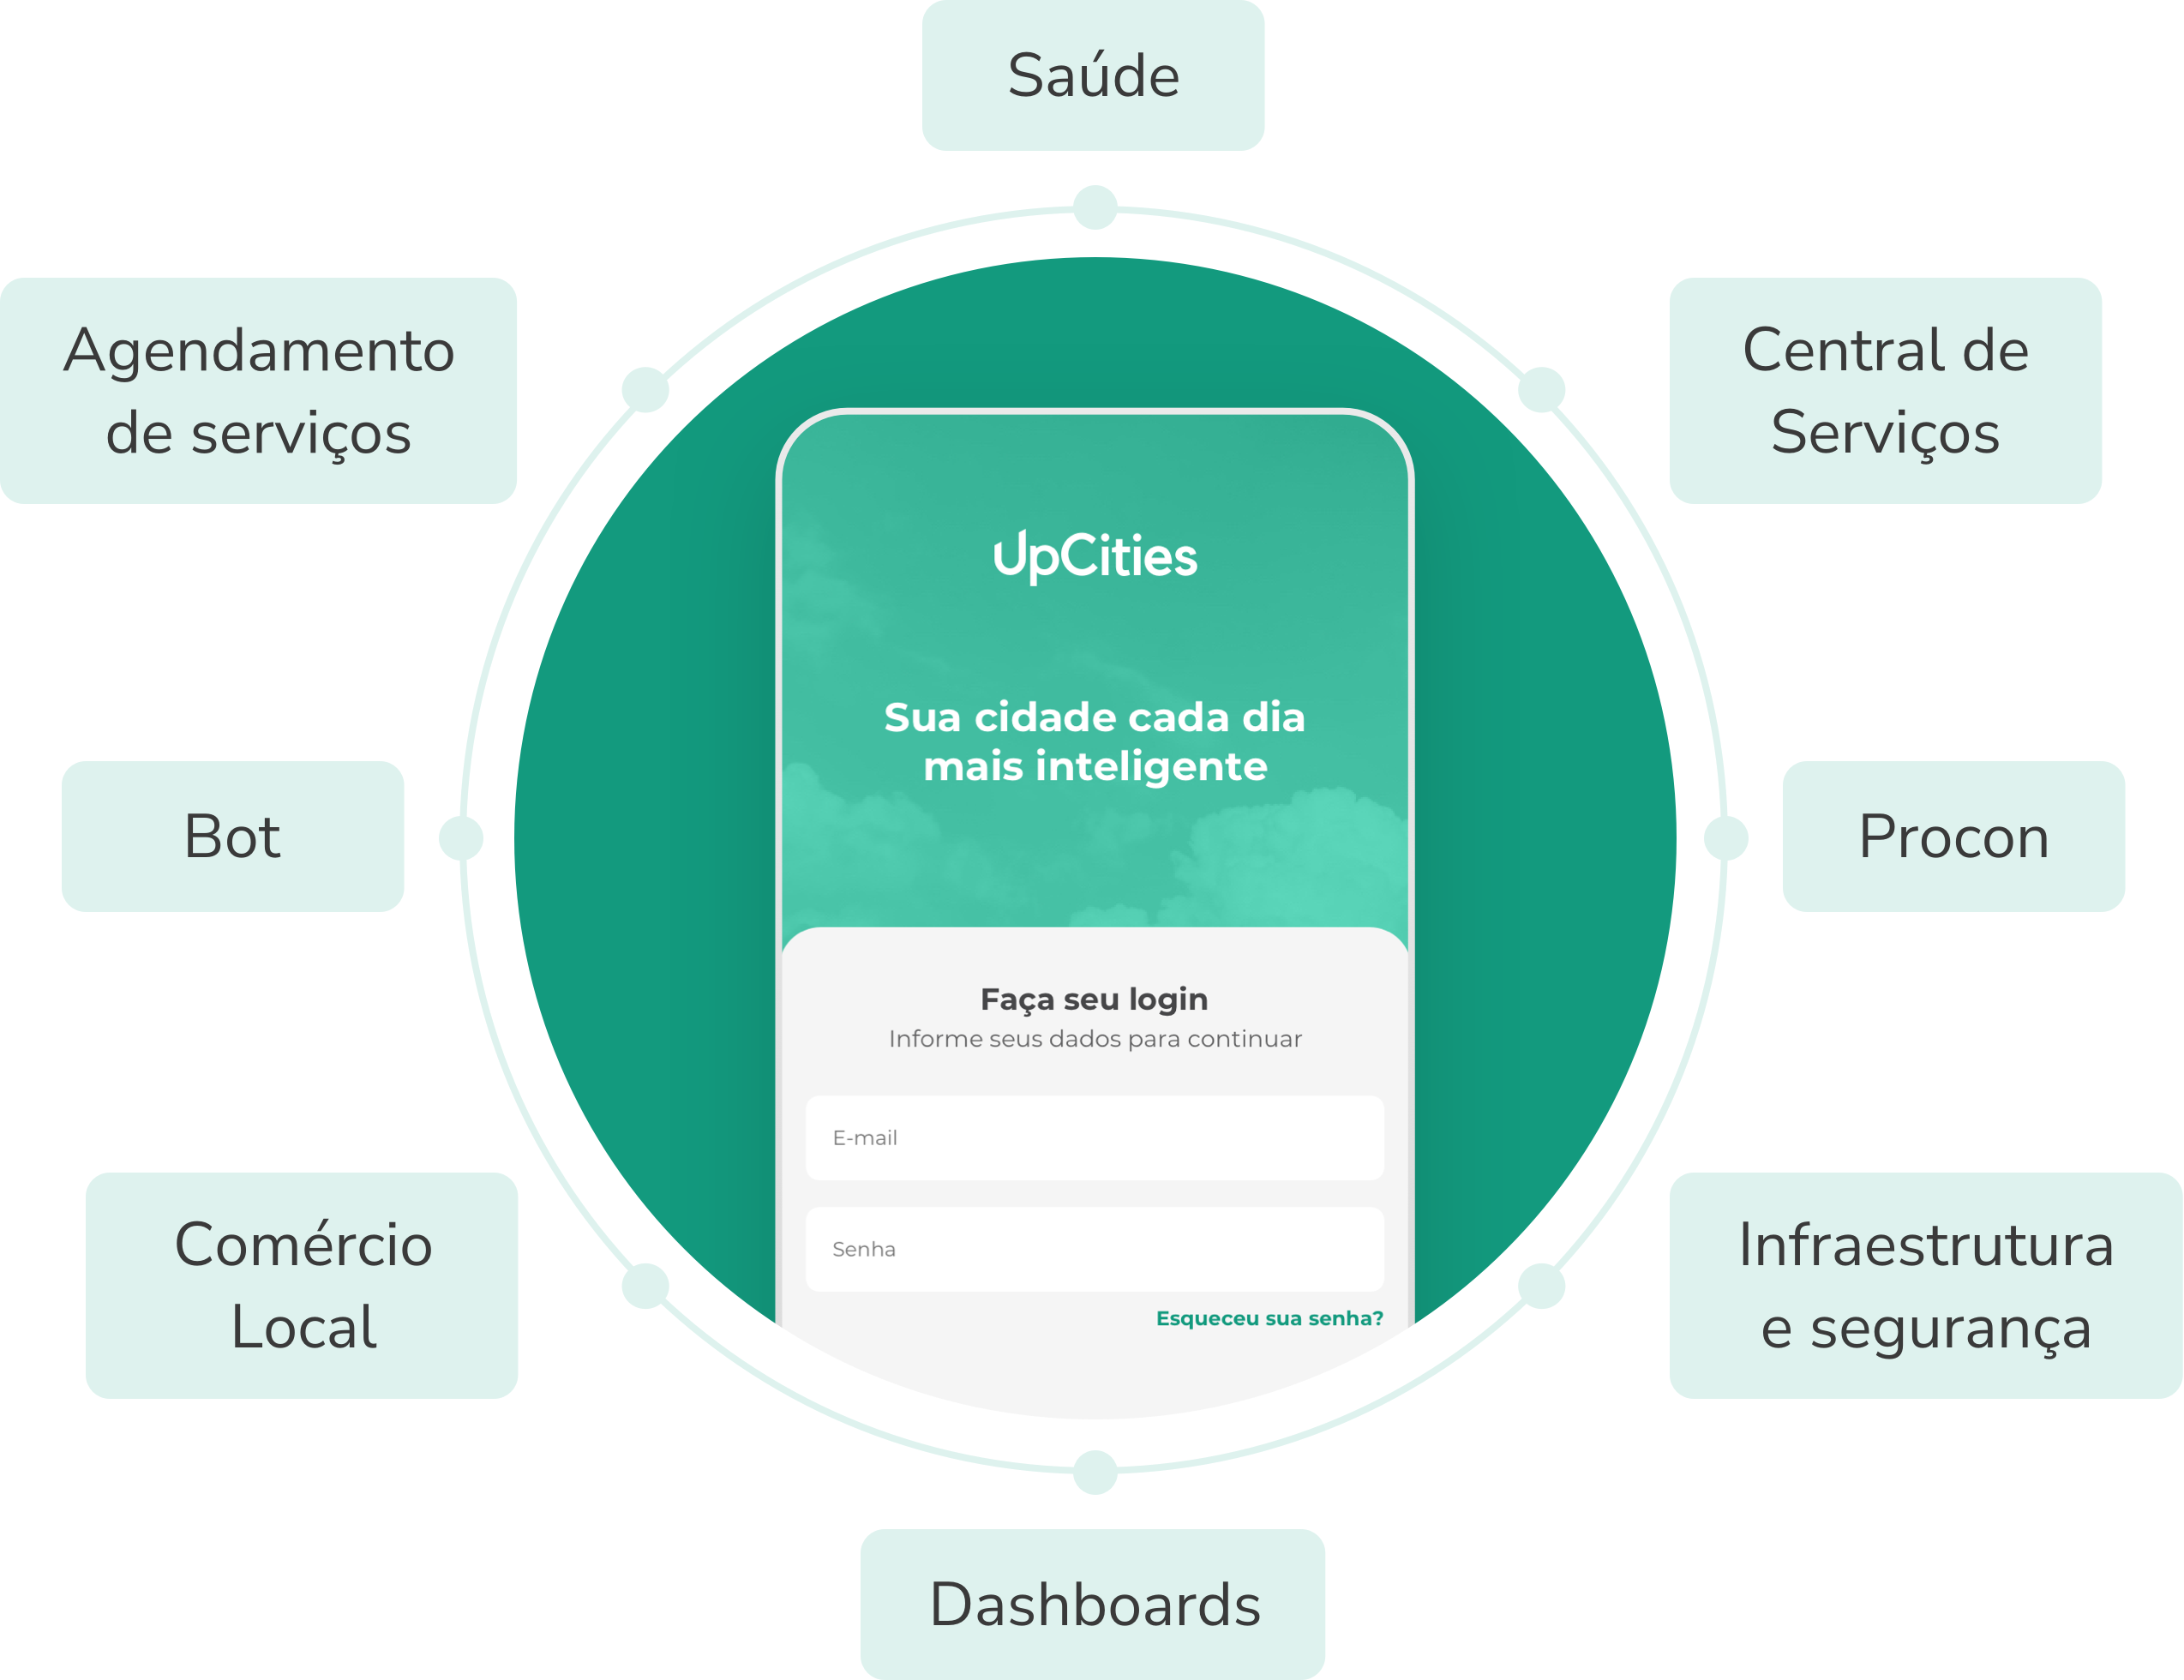 Saúde
Agendamento
de serviços
Central de
Serviços
UpCities
Sua cidade cada dia
mais inteligente
Bot
Procon
Faça seu login
Informe seus dados para continuar
E-mail
Senha
Esqueceu sua senha?
Comércio
Local
Infraestrutura
e segurança
Dashboards